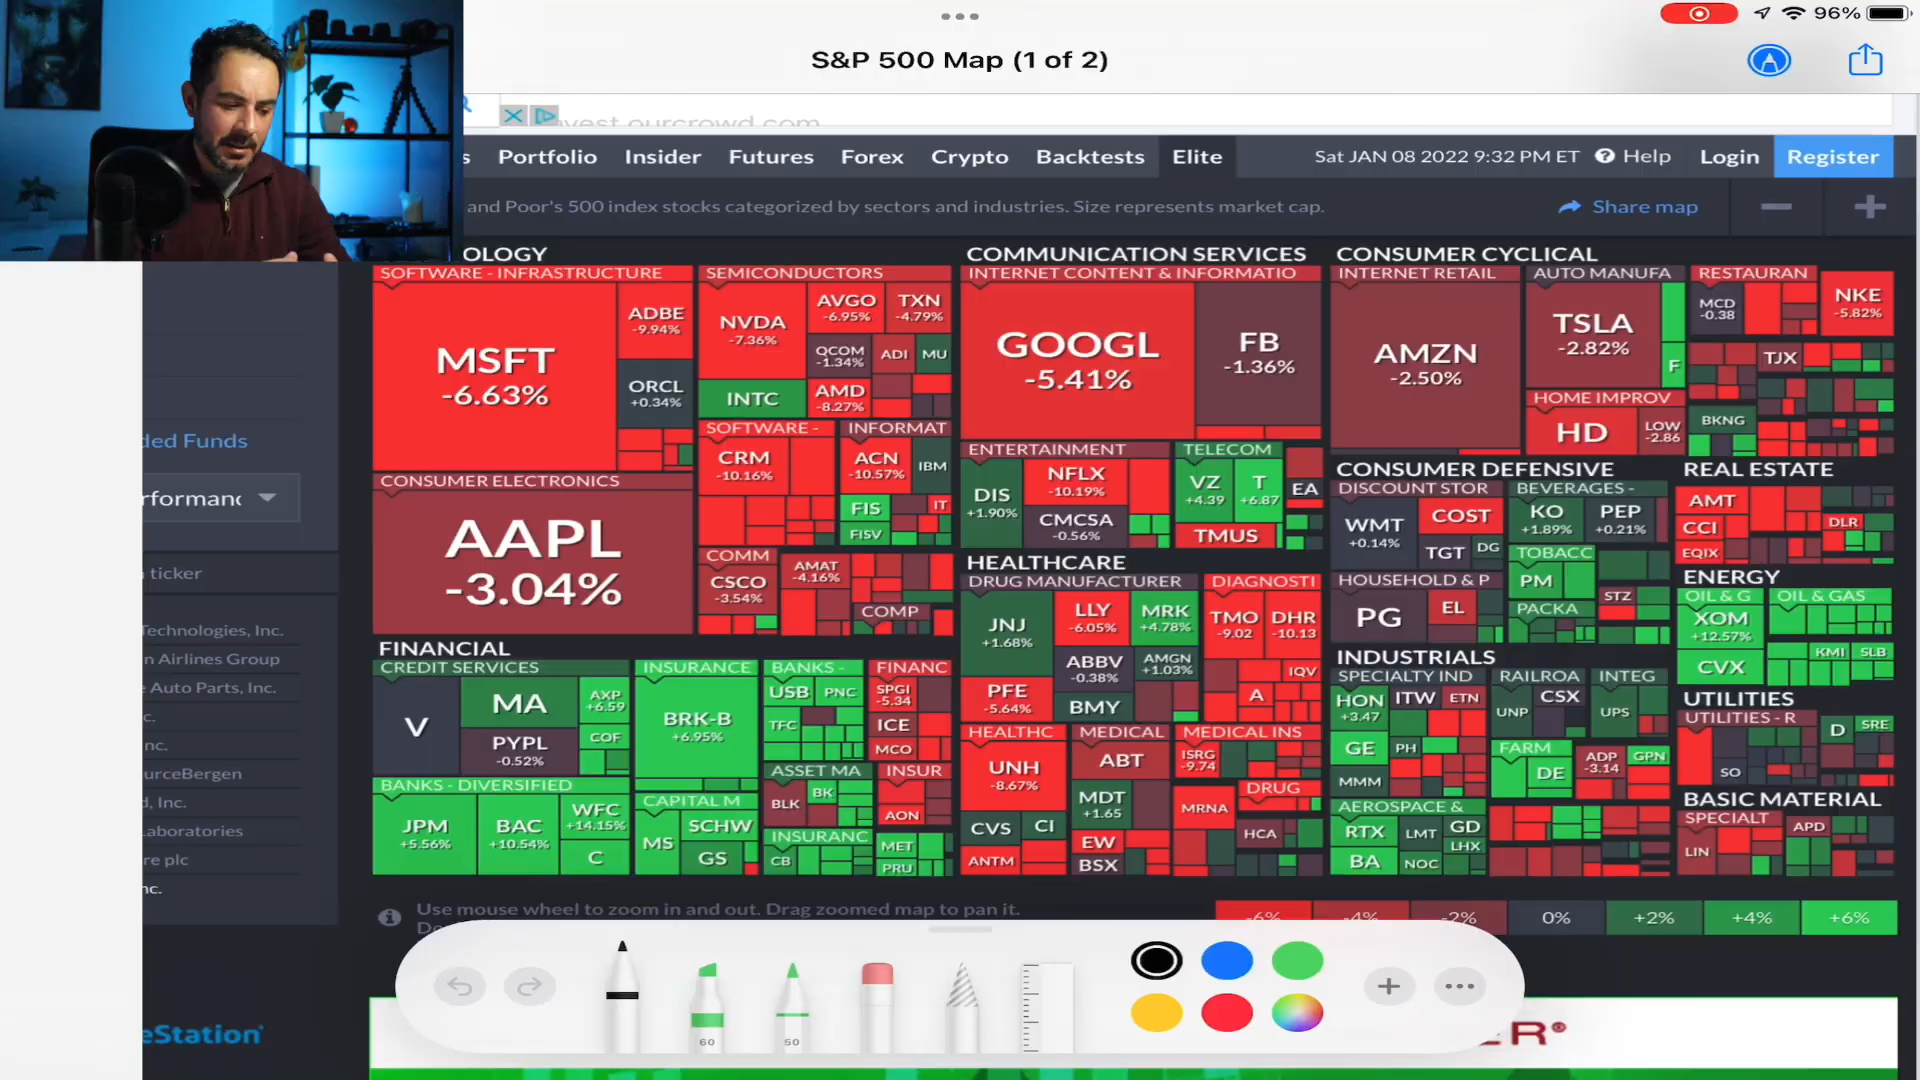 96%
S&P 500 Map (1 of 2)
vest.ourcrowd.com
s Portfolio Insider Futures Forex Crypto Backtests Elite Sat JAN 08 2022 9:32 PM ET Help Login Register
and Poor's 500 index stocks categorized by sectors and industries. Size represents market cap. Share map
OLOGY
SOFTWARE - INFRASTRUCTURE
MSFT
-6.63%
ADBE
-9.94%
ORCL
+0.34%
SEMICONDUCTORS
NVDA
-7.36%
AVGO
-6.95%
TXN
-4.79%
QCOM
-1.34%
ADI
MU
INTC
AMD
-8.27%
SOFTWARE -
CRM
-10.16%
INFORMAT
ACN
-10.57%
IBM
FIS
IT
FISV
CONSUMER ELECTRONICS
AAPL
-3.04%
COMM
CSCO
-3.54%
AMAT
-4.16%
COMP
COMMUNICATION SERVICES
INTERNET CONTENT & INFORMATIO
GOOGL
-5.41%
FB
-1.36%
ENTERTAINMENT
DIS
+1.90%
NFLX
-10.19%
CMCSA
-0.56%
TELECOM
VZ
+4.39
T
+6.87
TMUS
EA
CONSUMER CYCLICAL
INTERNET RETAIL
AMZN
-2.50%
AUTO MANUFA
TSLA
-2.82%
F
HOME IMPROV
HD
LOW
-2.86
RESTAURAN
MCD
-0.38
NKE
-5.82%
TJX
BKNG
CONSUMER DEFENSIVE
DISCOUNT STOR
WMT
+0.14%
COST
TGT
DG
BEVERAGES -
KO
+1.89%
PEP
+0.21%
TOBACC
PM
HOUSEHOLD & P
PG
EL
PACKA
STZ
REAL ESTATE
AMT
CCI
EQIX
DLR
ENERGY
OIL & G
XOM
+12.57%
CVX
OIL & GAS
KMI
SLB
HEALTHCARE
DRUG MANUFACTURER
JNJ
+1.68%
LLY
-6.05%
MRK
+4.78%
ABBV
-0.38%
AMGN
+1.03%
PFE
-5.64%
BMY
DIAGNOSTI
TMO
-9.02
DHR
-10.13
IQV
A
HEALTHC
UNH
-8.67%
CVS
CI
ANTM
MEDICAL
ABT
MDT
+1.65
EW
BSX
MEDICAL INS
ISRG
-9.74
DRUG
MRNA
HCA
FINANCIAL
CREDIT SERVICES
V
MA
AXP
+6.59
PYPL
-0.52%
COF
BANKS - DIVERSIFIED
JPM
+5.56%
BAC
+10.54%
WFC
+14.15%
C
INSURANCE
BRK-B
+6.95%
CAPITAL M
MS
SCHW
GS
BANKS -
USB
PNC
TFC
ASSET MA
BLK
BK
INSURANC
CB
FINANC
SPGI
-5.34
ICE
MCO
INSUR
AON
MET
PRU
INDUSTRIALS
SPECIALTY IND
HON
+3.47
ITW
ETN
GE
PH
MMM
RAILROA
UNP
CSX
INTEG
UPS
FARM
DE
ADP
-3.14
GPN
AEROSPACE &
RTX
LMT
GD
LHX
BA
NOC
UTILITIES
UTILITIES - R
SO
D
SRE
BASIC MATERIAL
SPECIALT
LIN
APD
ded Funds
rformanc
ticker
Technologies, Inc.
n Airlines Group
e Auto Parts, Inc.
c.
nc.
urceBergen
d, Inc.
Laboratories
re plc
nc.
Use mouse wheel to zoom in and out. Drag zoomed map to pan it.
-6% -4% -2% 0% +2% +4% +6%
60
50
eStation
ER®